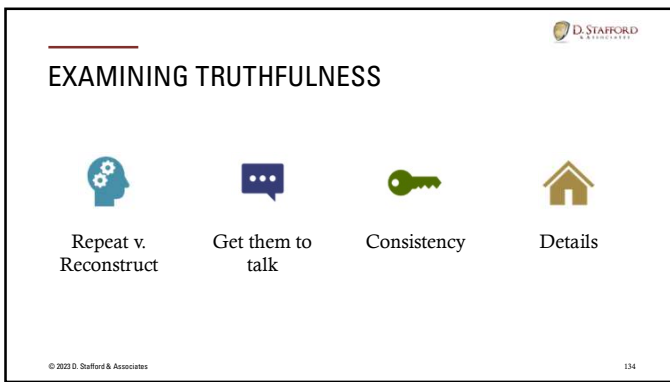 D. STAFFORD
& ASSOCIATES
EXAMINING TRUTHFULNESS
Repeat v.
Reconstruct
Get them to
talk
Consistency
Details
© 2023 D. Stafford & Associates
134